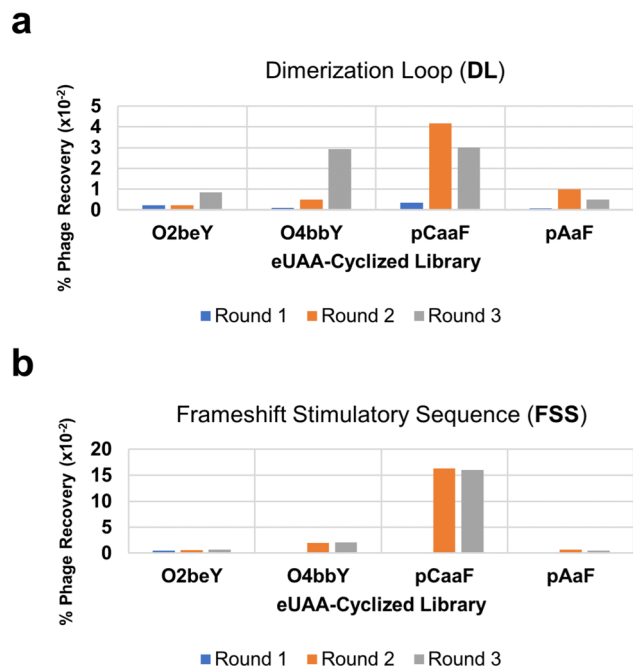 a
Dimerization Loop (DL)
% Phage Recovery (x10⁻²)
5
4
3
2
1
0
O2beY O4bbY pCaaF pAaF
eUAA-Cyclized Library
Round 1 Round 2 Round 3
b
Frameshift Stimulatory Sequence (FSS)
% Phage Recovery (x10⁻²)
20
15
10
5
0
O2beY O4bbY pCaaF pAaF
eUAA-Cyclized Library
Round 1 Round 2 Round 3